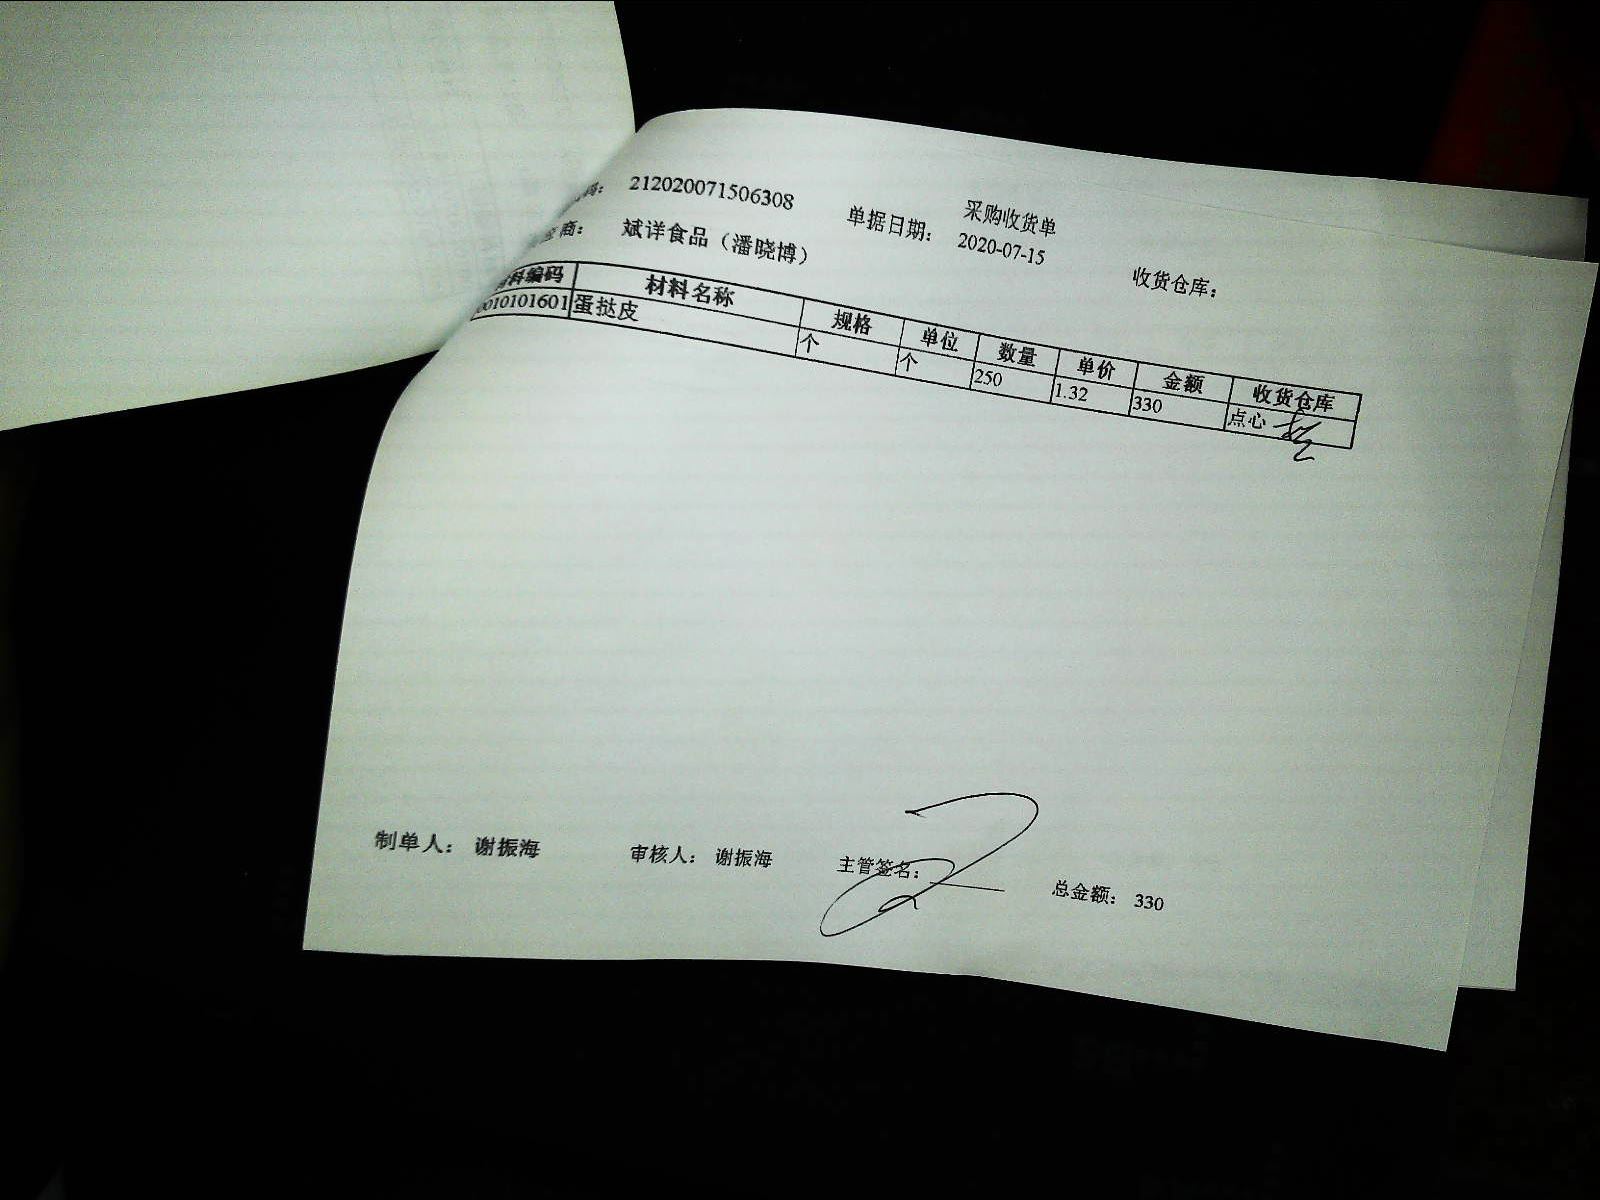 采购收货单
212020071506308 单据日期: 2020-07-15 收货仓库:
商: 斌洋食品（潘晓博）
料编码 材料名称 规格 单位 数量 单价 金额 收货仓库
010101601 蛋挞皮 个 个 250 1.32 330 点心
制单人: 谢振海 审核人: 谢振海 主管签名: 总金额: 330